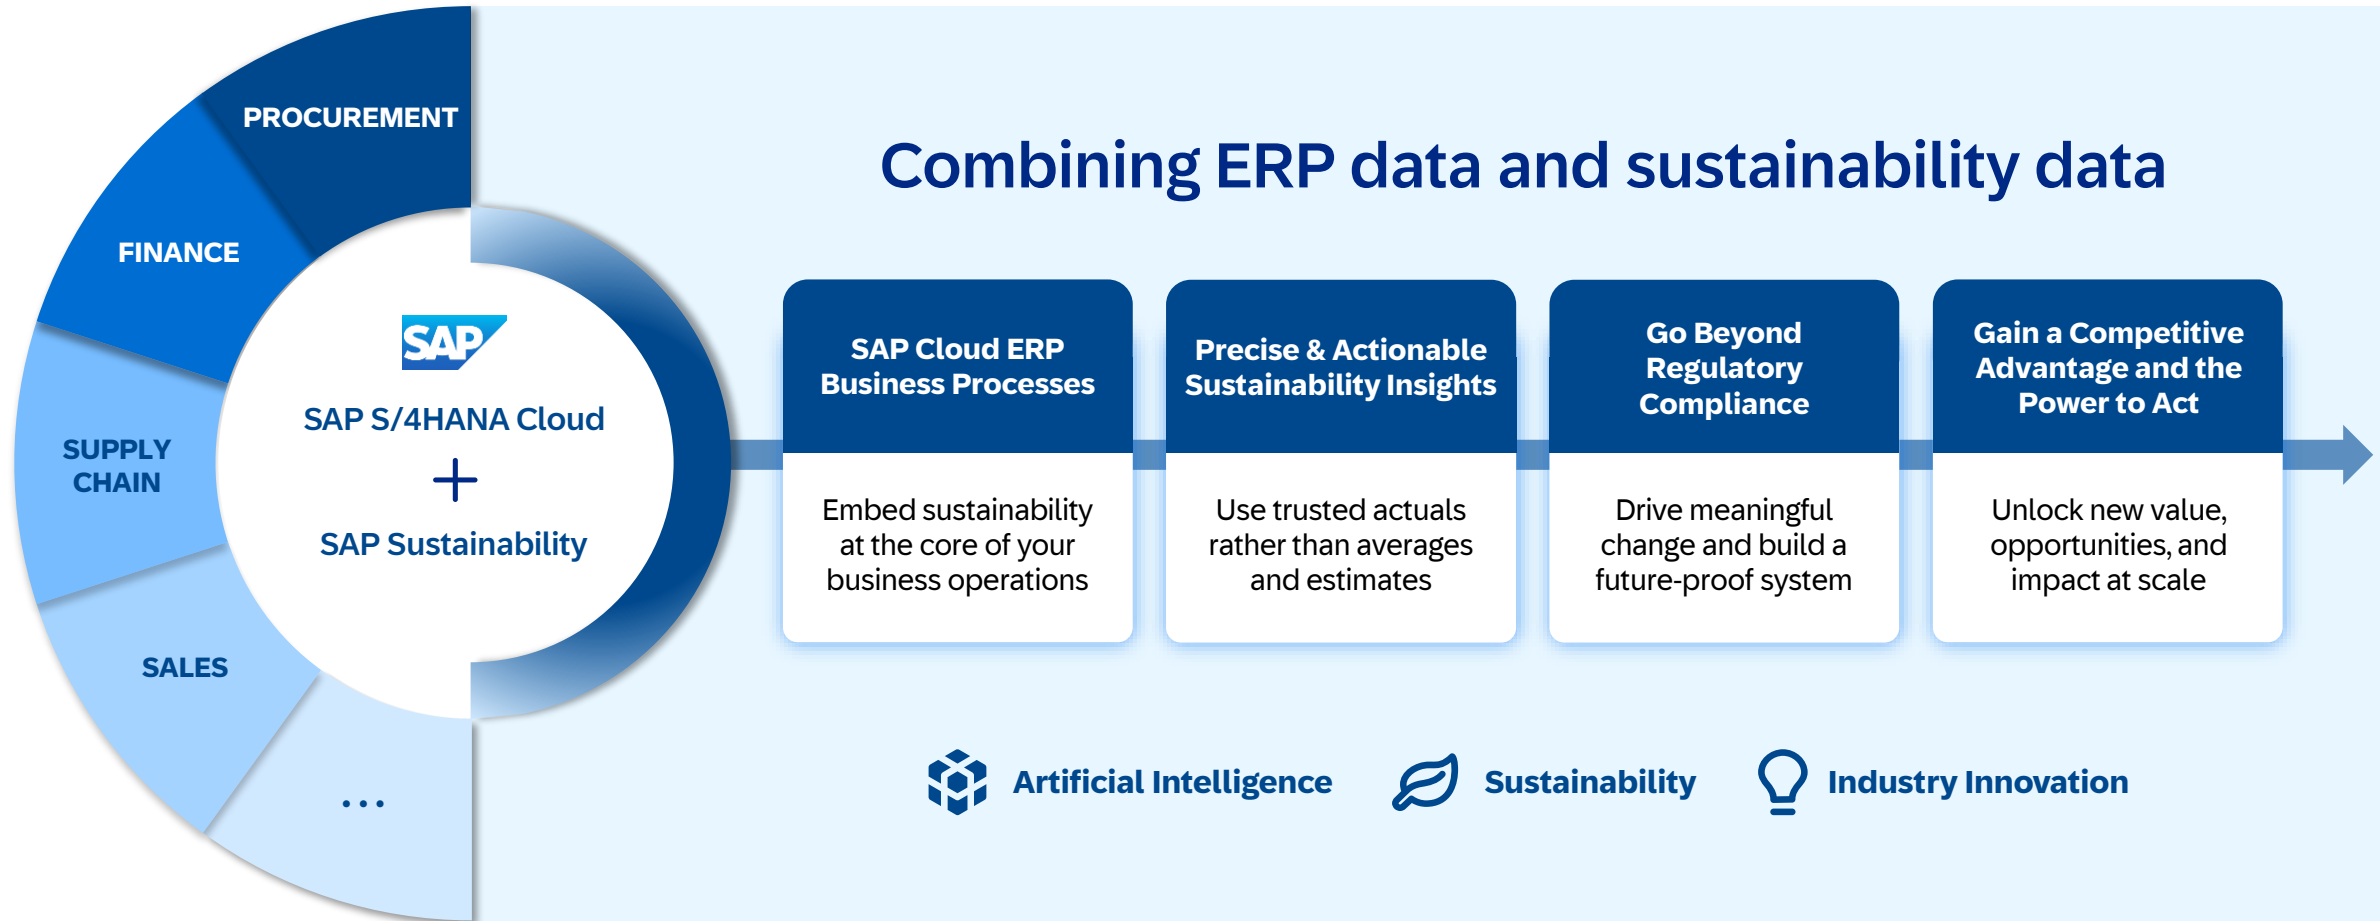 PROCUREMENT
FINANCE
SUPPLY
CHAIN
SALES
...
SAP
SAP S/4HANA Cloud
+
SAP Sustainability
Combining ERP data and sustainability data
SAP Cloud ERP
Business Processes
Embed sustainability
at the core of your
business operations
Precise & Actionable
Sustainability Insights
Use trusted actuals
rather than averages
and estimates
Go Beyond
Regulatory
Compliance
Drive meaningful
change and build a
future-proof system
Gain a Competitive
Advantage and the
Power to Act
Unlock new value,
opportunities, and
impact at scale
Artificial Intelligence
Sustainability
Industry Innovation